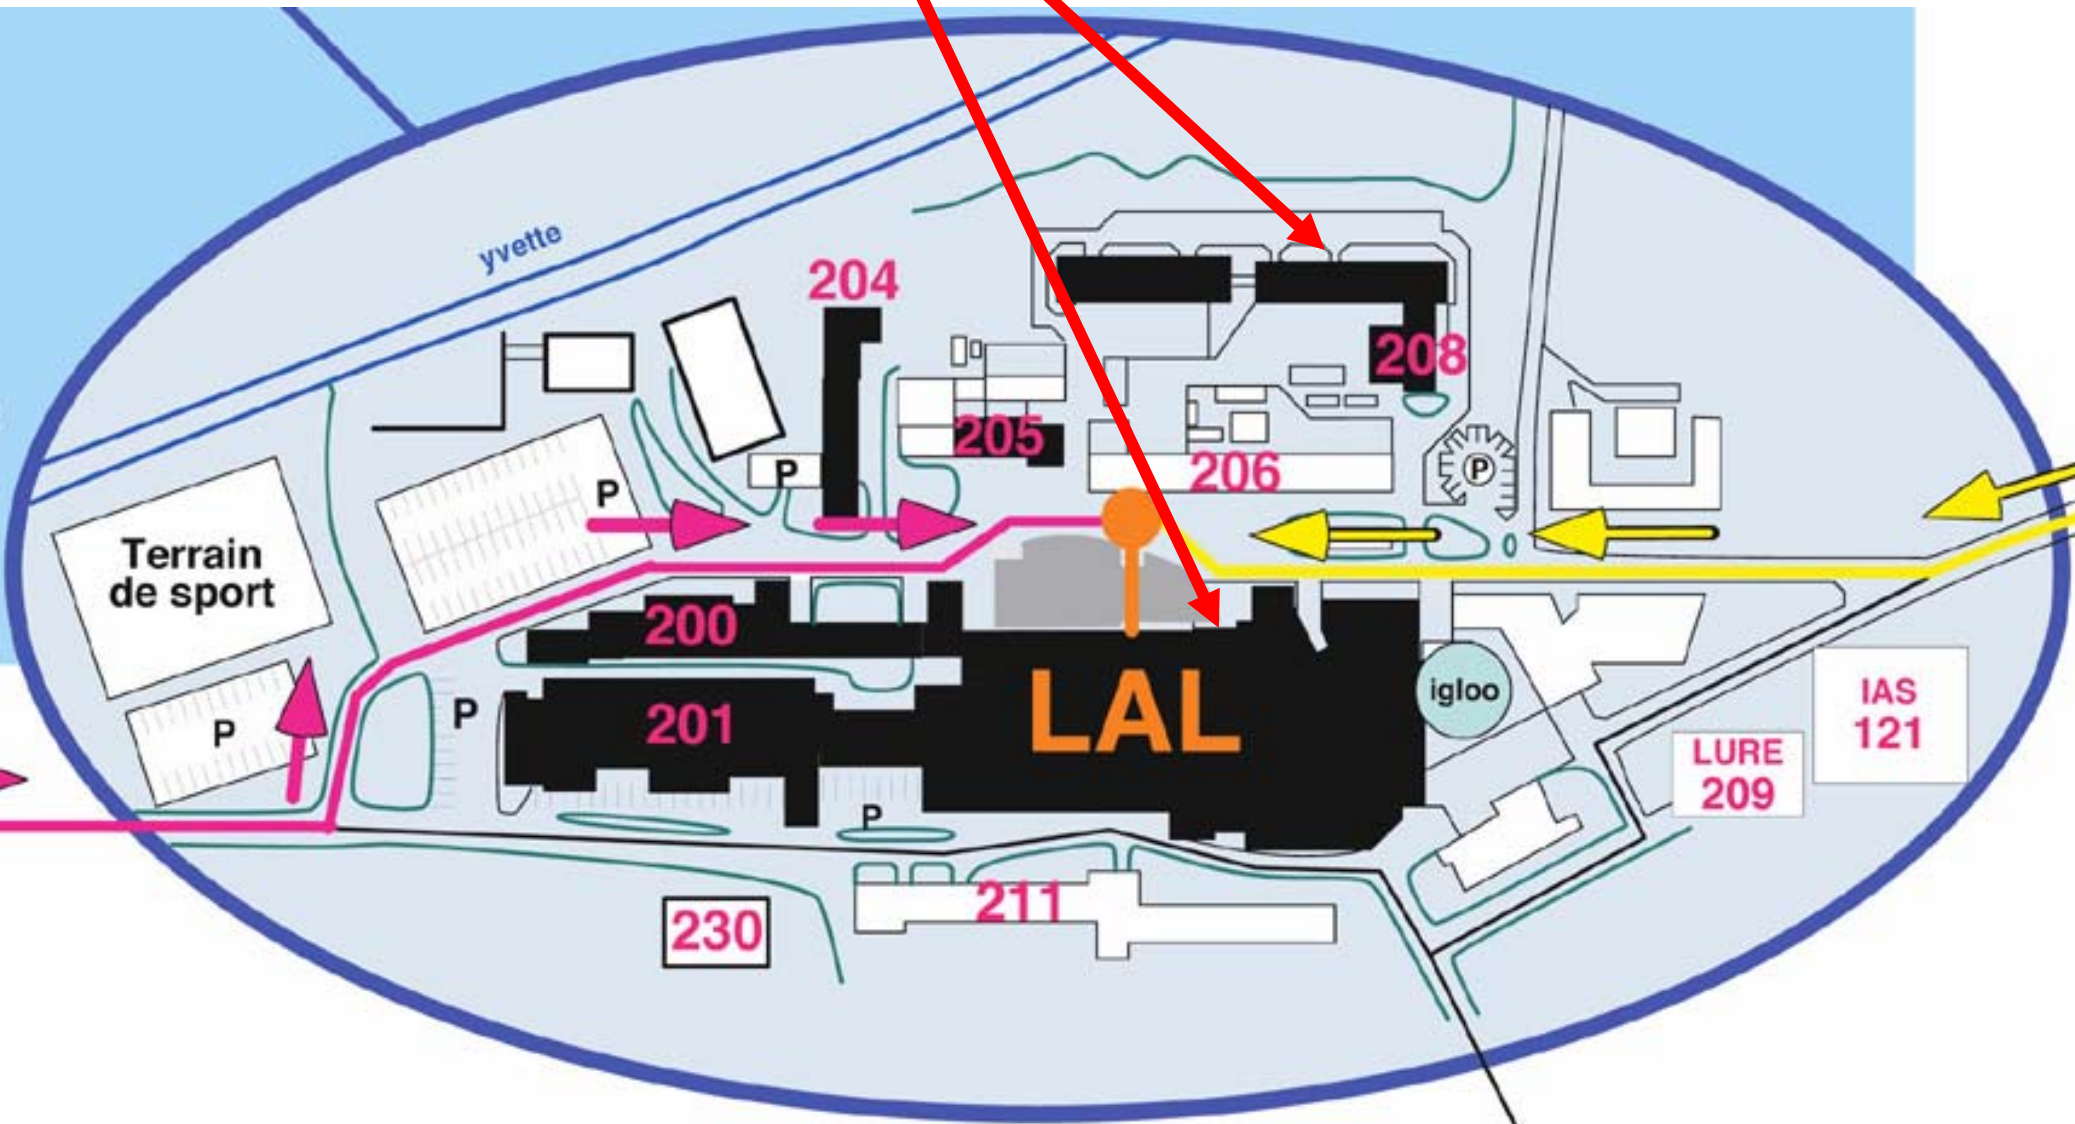 yvette
204
208
205
P
206
P
P
Terrain
de sport
200
LAL
igloo
IAS
121
P
201
P
LURE
209
P
211
230